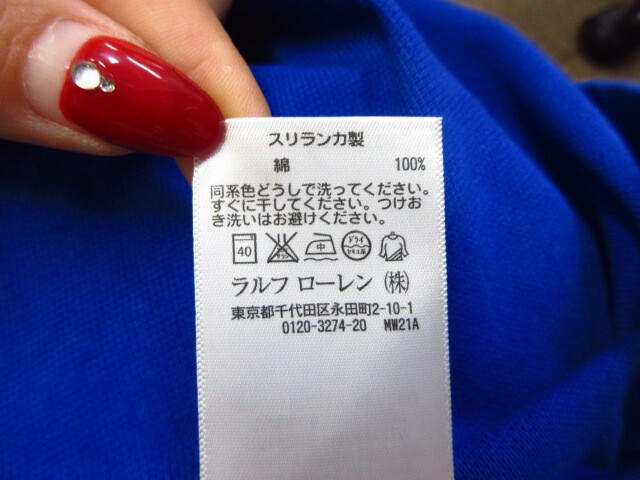 スリランカ製
綿 100%
同系色どうしで洗ってください。
すぐに干してください。つけお
き洗いはお避けください。
40 中 ドライ
ラルフ ローレン ㈱
東京都千代田区永田町2-10-1
0120-3274-20 MW21A